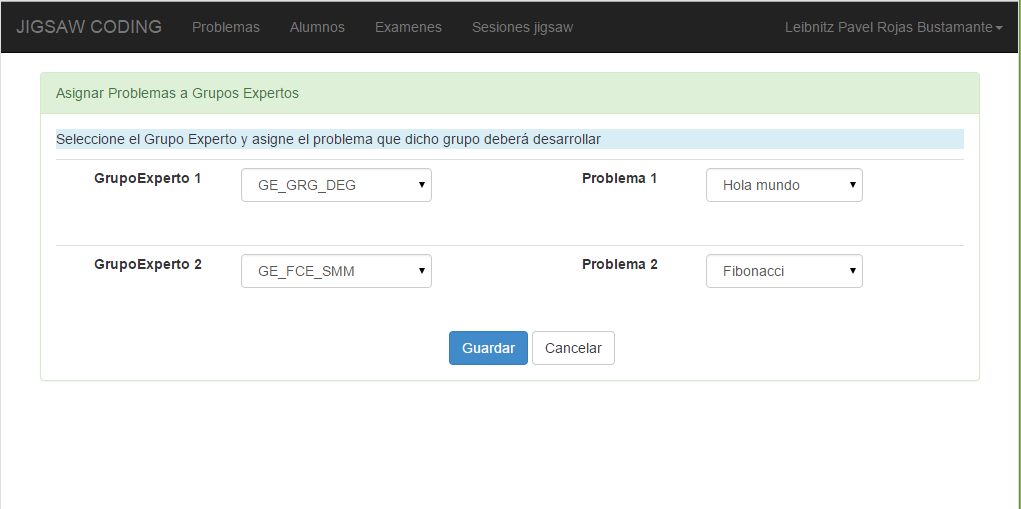 JIGSAW CODING Problemas Alumnos Examenes Sesiones jigsaw Leibnitz Pavel Rojas Bustamante
Asignar Problemas a Grupos Expertos
Seleccione el Grupo Experto y asigne el problema que dicho grupo deberá desarrollar
GrupoExperto 1 GE_GRG_DEG Problema 1 Hola mundo
GrupoExperto 2 GE_FCE_SMM Problema 2 Fibonacci
Guardar Cancelar